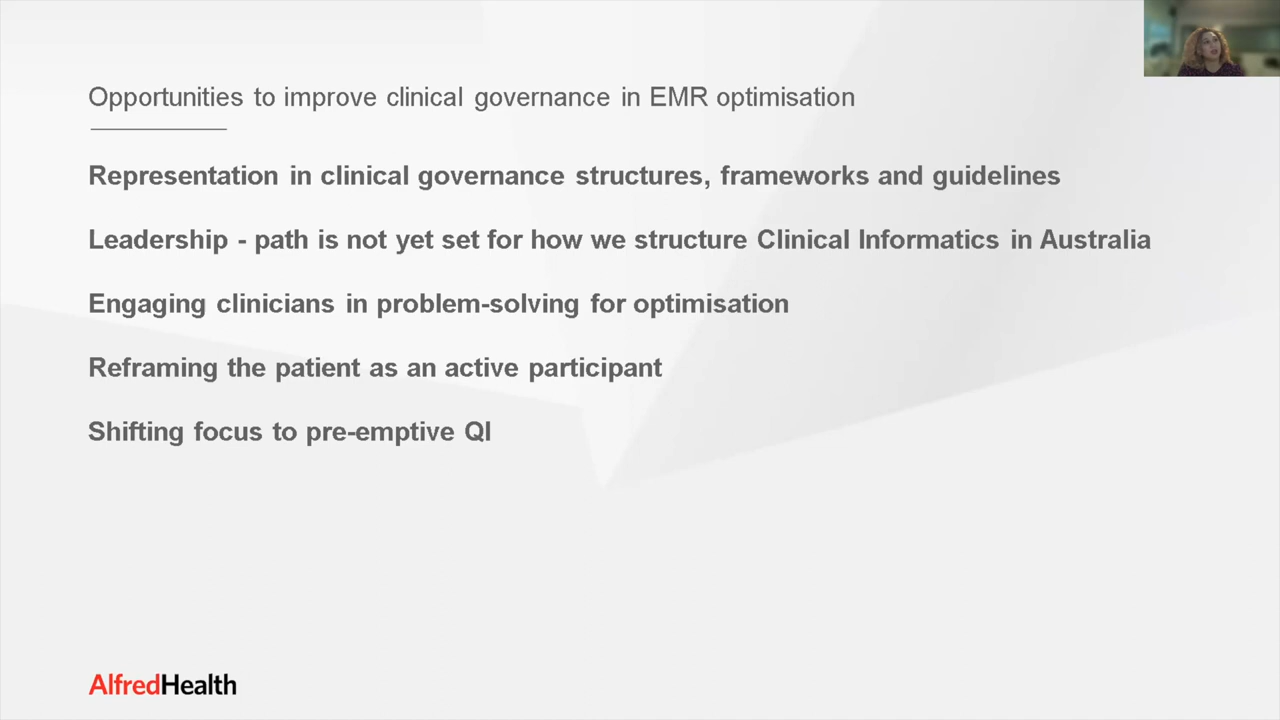 Opportunities to improve clinical governance in EMR optimisation
Representation in clinical governance structures, frameworks and guidelines
Leadership - path is not yet set for how we structure Clinical Informatics in Australia
Engaging clinicians in problem-solving for optimisation
Reframing the patient as an active participant
Shifting focus to pre-emptive QI
AlfredHealth